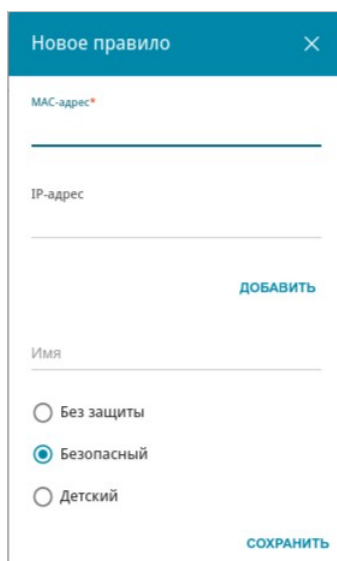 Новое правило
MAC-адрес*
IP-адрес
ДОБАВИТЬ
Имя
Без защиты
Безопасный
Детский
СОХРАНИТЬ